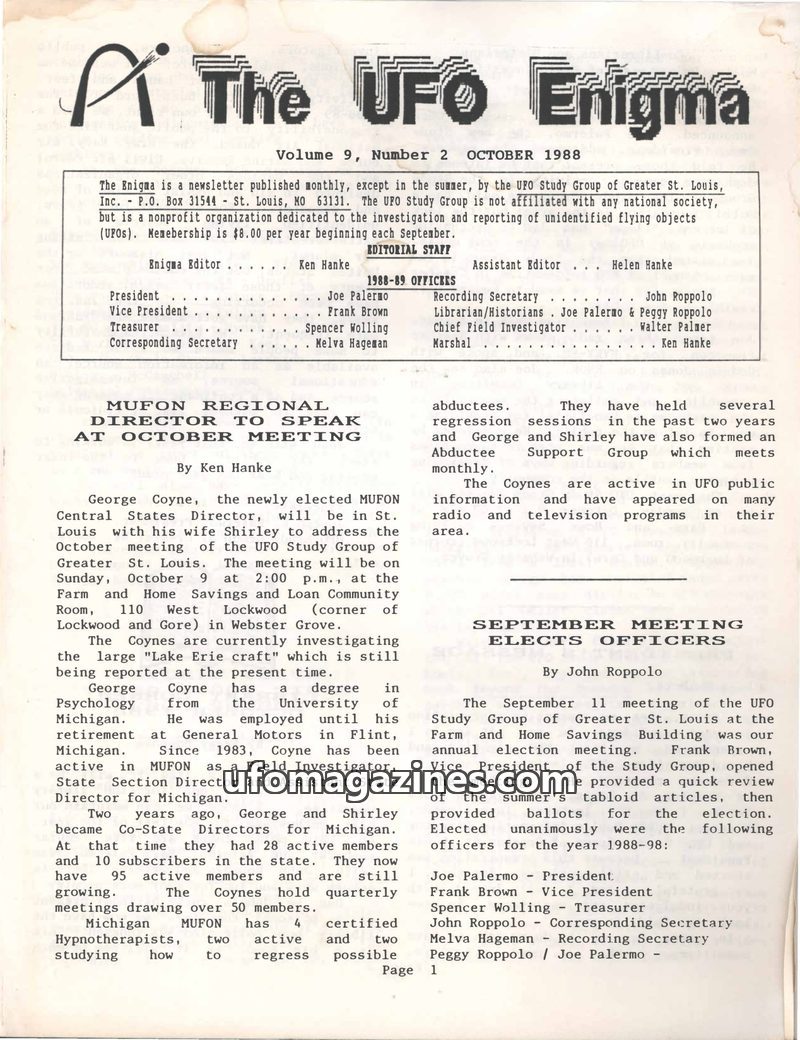 The UFO Enigma
Volume 9, Number 2 OCTOBER 1988
The Enigma is a newsletter published monthly, except in the summer, by the UFO Study Group of Greater St. Louis,
Inc. - P.O. Box 31544 - St. Louis, MO 63131. The UFO Study Group is not affiliated with any national society,
but is a nonprofit organization dedicated to the investigation and reporting of unidentified flying objects
(UFOs). Memebership is $8.00 per year beginning each September.
EDITORIAL STAFF
Enigma Editor . . . . . . Ken Hanke Assistant Editor . . . Helen Hanke
1988-89 OFFICERS
President . . . . . . . . . . . . . . Joe Palermo Recording Secretary . . . . . . . . John Roppolo
Vice President . . . . . . . . . . . . Frank Brown Librarian/Historians . Joe Palermo & Peggy Roppolo
Treasurer . . . . . . . . . . . . Spencer Wolling Chief Field Investigator . . . . . . Walter Palmer
Corresponding Secretary . . . . . . Melva Hageman Marshal . . . . . . . . . . . . . . . . Ken Hanke
MUFON REGIONAL
DIRECTOR TO SPEAK
AT OCTOBER MEETING
By Ken Hanke
George Coyne, the newly elected MUFON
Central States Director, will be in St.
Louis with his wife Shirley to address the
October meeting of the UFO Study Group of
Greater St. Louis. The meeting will be on
Sunday, October 9 at 2:00 p.m., at the
Farm and Home Savings and Loan Community
Room, 110 West Lockwood (corner of
Lockwood and Gore) in Webster Grove.
The Coynes are currently investigating
the large "Lake Erie craft" which is still
being reported at the present time.
George Coyne has a degree in
Psychology from the University of
Michigan. He was employed until his
retirement at General Motors in Flint,
Michigan. Since 1983, Coyne has been
active in MUFON as a Field Investigator,
State Section
Director for Michigan.
Two years ago, George and Shirley
became Co-State Directors for Michigan.
At that time they had 28 active members
and 10 subscribers in the state. They now
have 95 active members and are still
growing. The Coynes hold quarterly
meetings drawing over 50 members.
Michigan MUFON has 4 certified
Hypnotherapists, two active and two
studying how to regress possible
abductees. They have held several
regression sessions in the past two years
and George and Shirley have also formed an
Abductee Support Group which meets
monthly.
The Coynes are active in UFO public
information and have appeared on many
radio and television programs in their
area.
SEPTEMBER MEETING
ELECTS OFFICERS
By John Roppolo
The September 11 meeting of the UFO
Study Group of Greater St. Louis at the
Farm and Home Savings Building was our
annual election meeting. Frank Brown,
Vice President of the Study Group, opened
provided a quick review
of the summer's tabloid articles, then
provided ballots for the election.
Elected unanimously were the following
officers for the year 1988-98:
Joe Palermo - President
Frank Brown - Vice President
Spencer Wolling - Treasurer
John Roppolo - Corresponding Secretary
Melva Hageman - Recording Secretary
Peggy Roppolo / Joe Palermo -
Page 1
ufomagazines.com